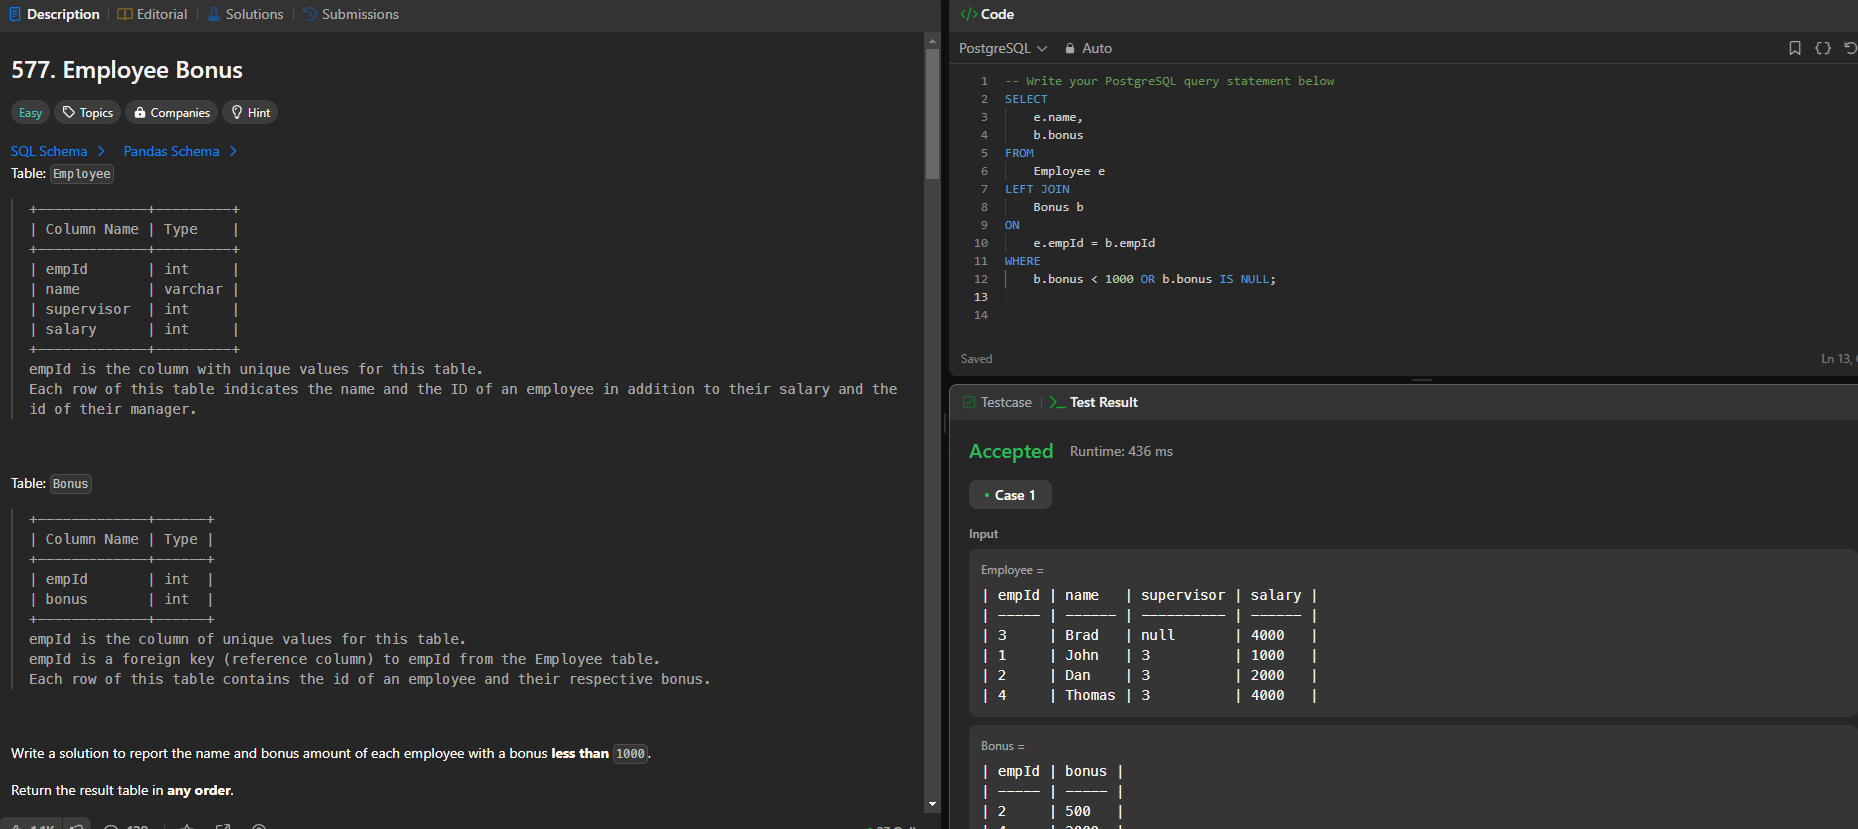 Description
Editorial
Solutions
Submissions
577. Employee Bonus
Easy
Topics
Companies
Hint
SQL Schema >
Pandas Schema >
Table: Employee
+-------------+---------+
| Column Name | Type    |
+-------------+---------+
| empId       | int     |
| name        | varchar |
| supervisor  | int     |
| salary      | int     |
+-------------+---------+
empId is the column with unique values for this table.
Each row of this table indicates the name and the ID of an employee in addition to their salary and the
id of their manager.
Table: Bonus
+-------------+------+
| Column Name | Type |
+-------------+------+
| empId       | int  |
| bonus       | int  |
+-------------+------+
empId is the column of unique values for this table.
empId is a foreign key (reference column) to empId from the Employee table.
Each row of this table contains the id of an employee and their respective bonus.
Write a solution to report the name and bonus amount of each employee with a bonus less than 1000.
Return the result table in any order.
</> Code
PostgreSQL
Auto
1 -- Write your PostgreSQL query statement below
2 SELECT
3     e.name,
4     b.bonus
5 FROM
6     Employee e
7 LEFT JOIN
8     Bonus b
9 ON
10     e.empId = b.empId
11 WHERE
12     b.bonus < 1000 OR b.bonus IS NULL;
13
14
Saved
Ln 13,
Testcase
>_ Test Result
Accepted
Runtime: 436 ms
Case 1
Input
Employee =
| empId | name   | supervisor | salary |
| ----- | ------ | ---------- | ------ |
| 3     | Brad   | null       | 4000   |
| 1     | John   | 3          | 1000   |
| 2     | Dan    | 3          | 2000   |
| 4     | Thomas | 3          | 4000   |
Bonus =
| empId | bonus |
| ----- | ----- |
| 2     | 500   |